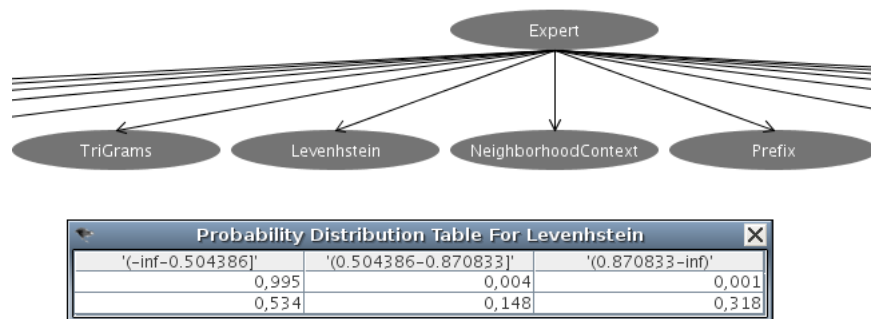 Expert
TriGrams Levenhstein NeighborhoodContext Prefix
Probability Distribution Table For Levenhstein
'(-inf-0.504386]' '(0.504386-0.870833]' '(0.870833-inf)'
0,995 0,004 0,001
0,534 0,148 0,318